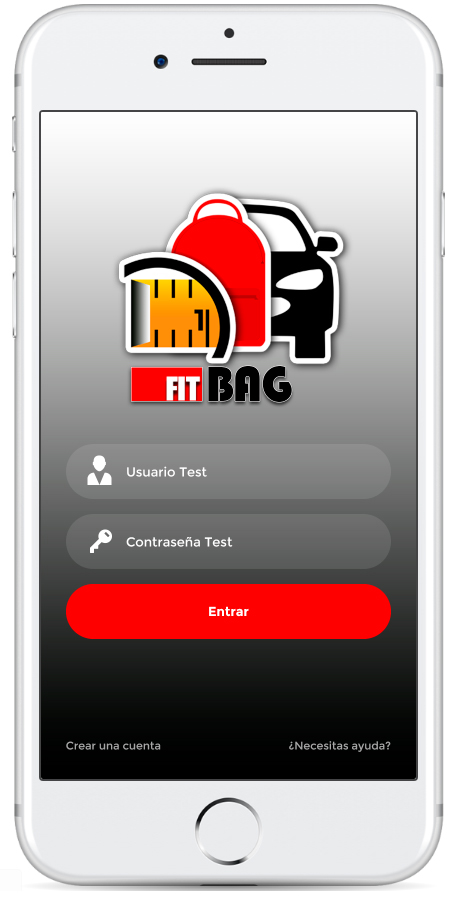 FIT BAG
Usuario Test
Contraseña Test
Entrar
Crear una cuenta
¿Necesitas ayuda?